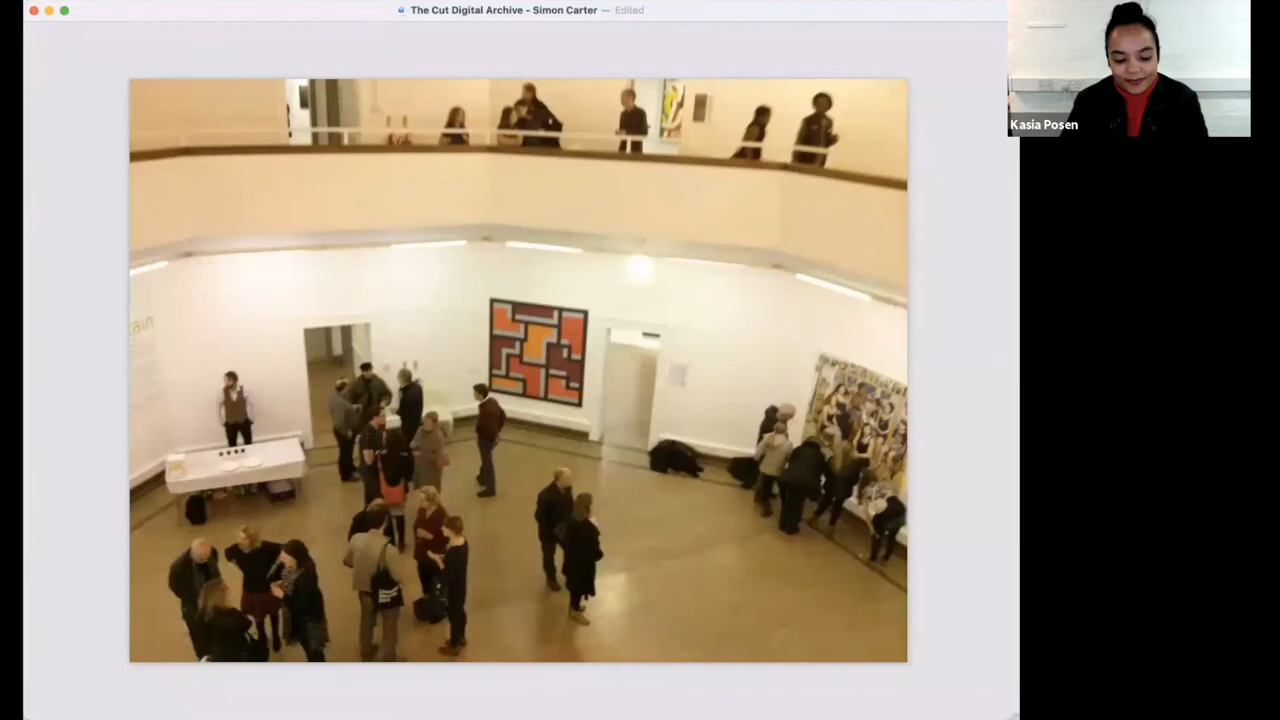 The Cut Digital Archive - Simon Carter — Edited
Kasia Posen